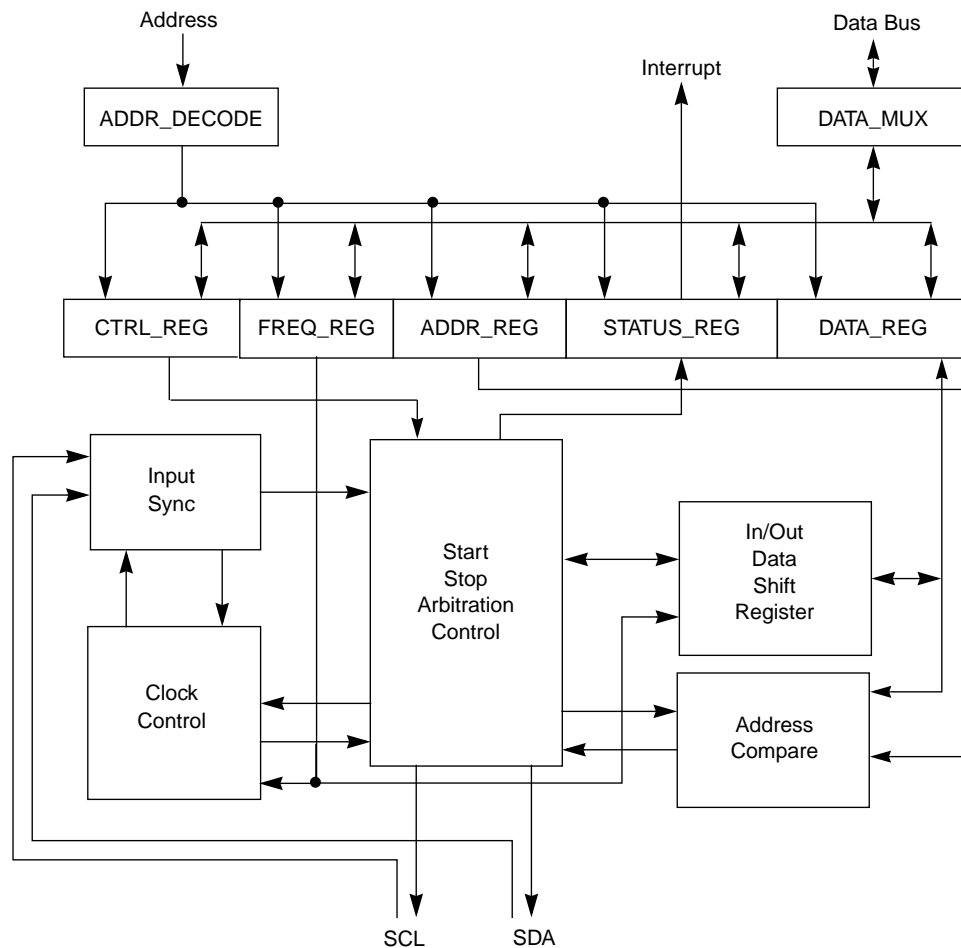 Address
Data Bus
Interrupt
ADDR_DECODE
DATA_MUX
CTRL_REG
FREQ_REG
ADDR_REG
STATUS_REG
DATA_REG
Input
Sync
Start
Stop
Arbitration
Control
In/Out
Data
Shift
Register
Clock
Control
Address
Compare
SCL
SDA